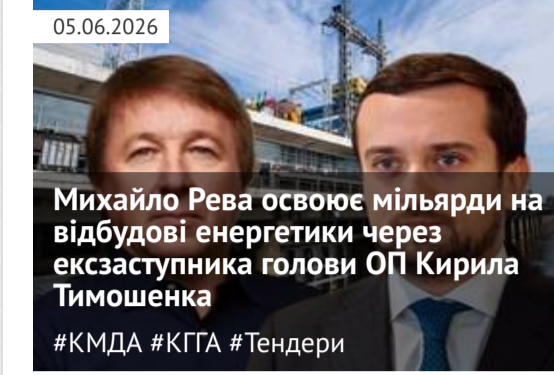 05.06.2026
Михайло Рева освоює мільярди на
відбудові енергетики через
ексзаступника голови ОП Кирила
Тимошенка
#КМДА #КГГА #Тендери